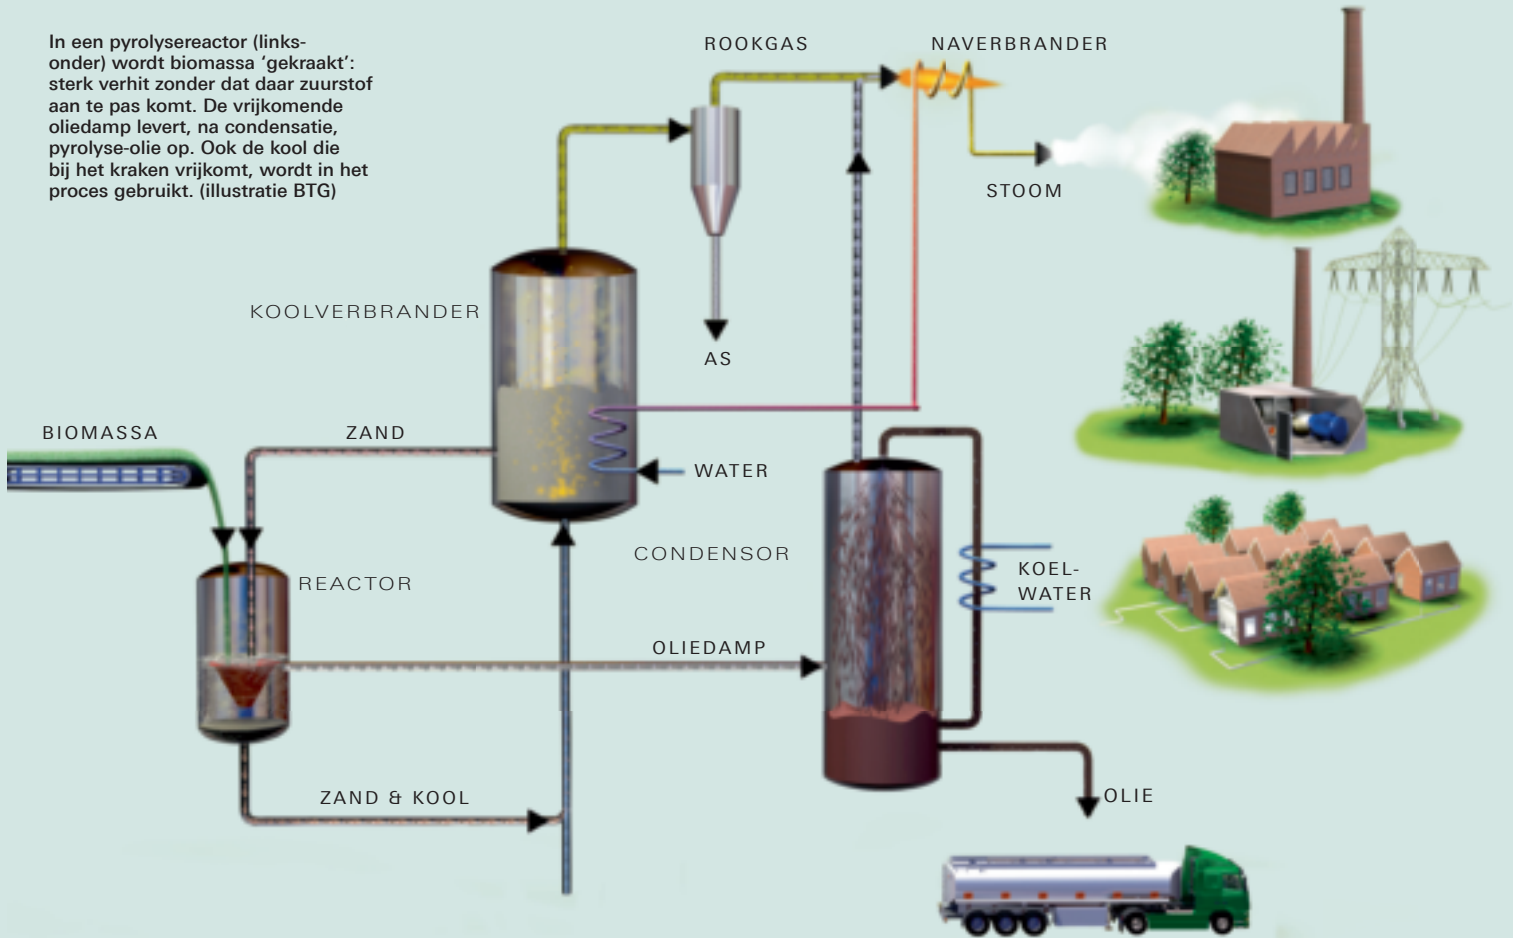 In een pyrolysereactor (links-
onder) wordt biomassa ‘gekraakt’:
sterk verhit zonder dat daar zuurstof
aan te pas komt. De vrijkomende
oliedamp levert, na condensatie,
pyrolyse-olie op. Ook de kool die
bij het kraken vrijkomt, wordt in het
proces gebruikt. (illustratie BTG)
ROOKGAS
NAVERBRANDER
STOOM
KOOLVERBRANDER
AS
BIOMASSA
ZAND
WATER
CONDENSOR
REACTOR
KOEL-
WATER
OLIEDAMP
ZAND & KOOL
OLIE